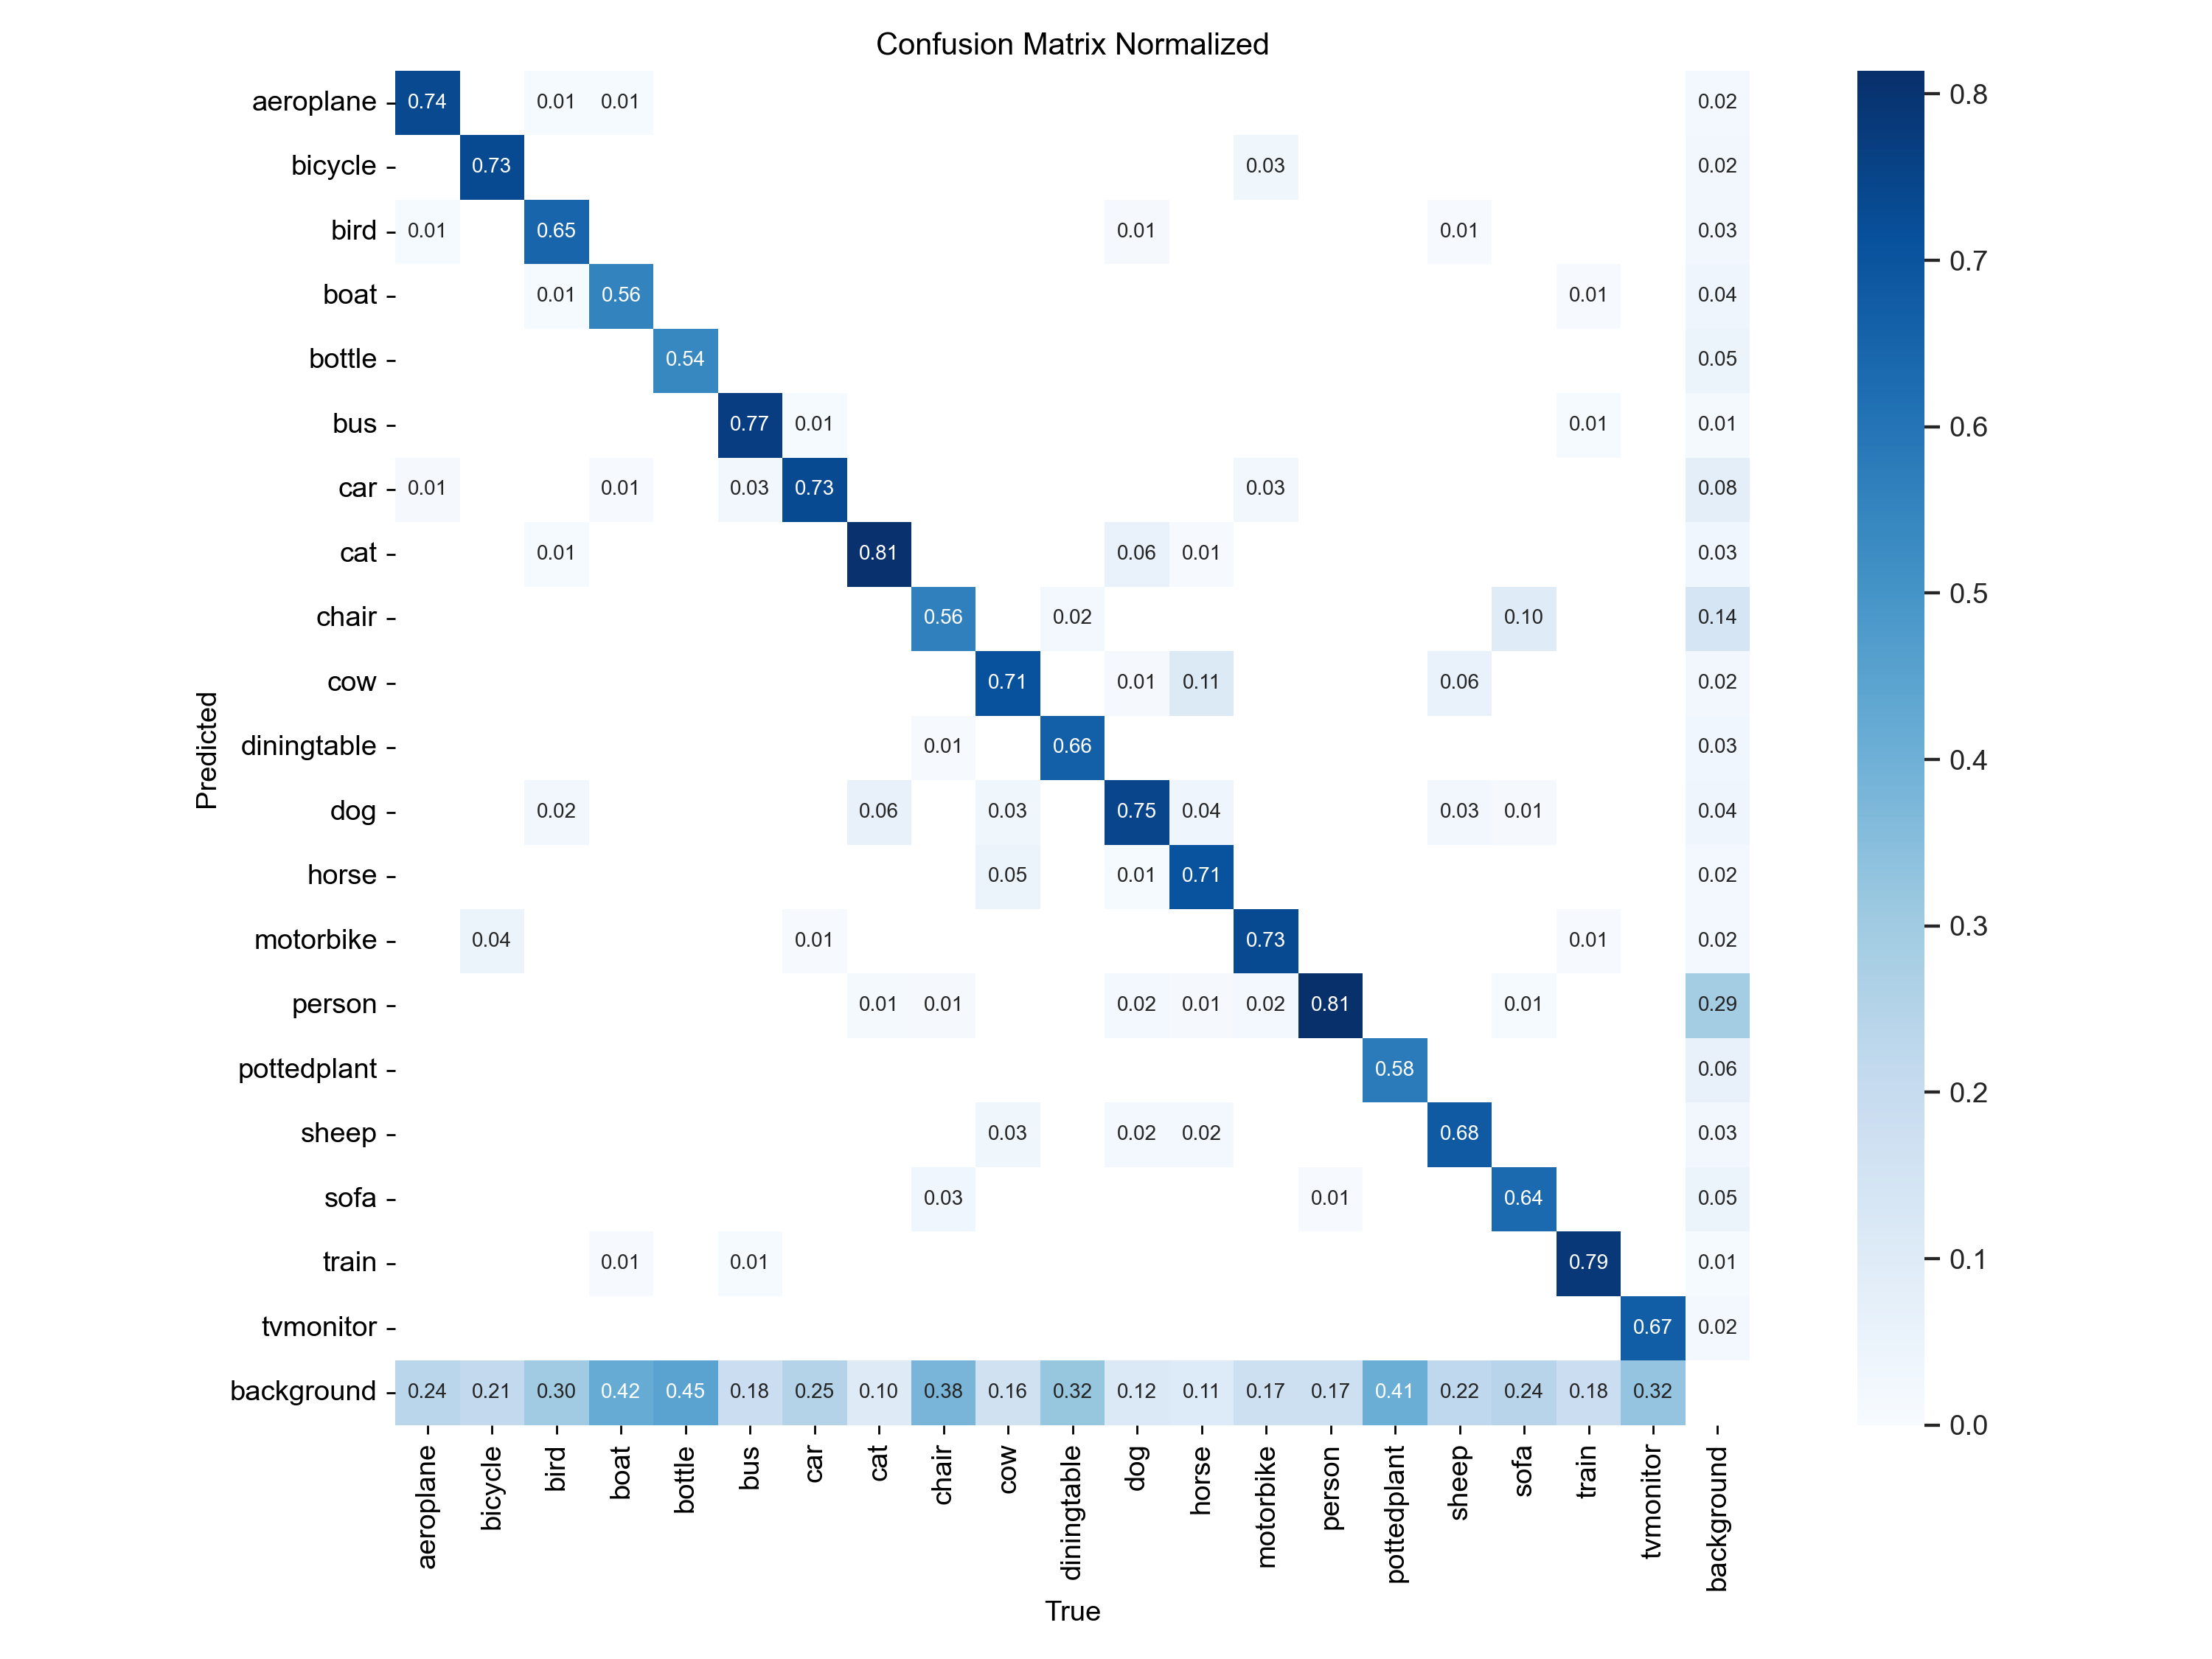 Confusion Matrix Normalized
aeroplane 0.74 0.01 0.01 0.02
bicycle 0.73 0.03 0.02
bird 0.01 0.65 0.01 0.01 0.03
boat 0.01 0.56 0.01 0.04
bottle 0.54 0.05
bus 0.77 0.01 0.01 0.01
car 0.01 0.01 0.03 0.73 0.03 0.08
cat 0.01 0.81 0.06 0.01 0.03
chair 0.56 0.02 0.10 0.14
cow 0.71 0.01 0.11 0.06 0.02
diningtable 0.01 0.66 0.03
dog 0.02 0.06 0.03 0.75 0.04 0.03 0.01 0.04
horse 0.05 0.01 0.71 0.02
motorbike 0.04 0.01 0.73 0.01 0.02
person 0.01 0.01 0.02 0.01 0.02 0.81 0.01 0.29
pottedplant 0.58 0.06
sheep 0.03 0.02 0.02 0.68 0.03
sofa 0.03 0.01 0.64 0.05
train 0.01 0.01 0.79 0.01
tvmonitor 0.67 0.02
background 0.24 0.21 0.30 0.42 0.45 0.18 0.25 0.10 0.38 0.16 0.32 0.12 0.11 0.17 0.17 0.41 0.22 0.24 0.18 0.32
Predicted
aeroplane bicycle bird boat bottle bus car cat chair cow diningtable dog horse motorbike person pottedplant sheep sofa train tvmonitor background
True
0.8
0.7
0.6
0.5
0.4
0.3
0.2
0.1
0.0